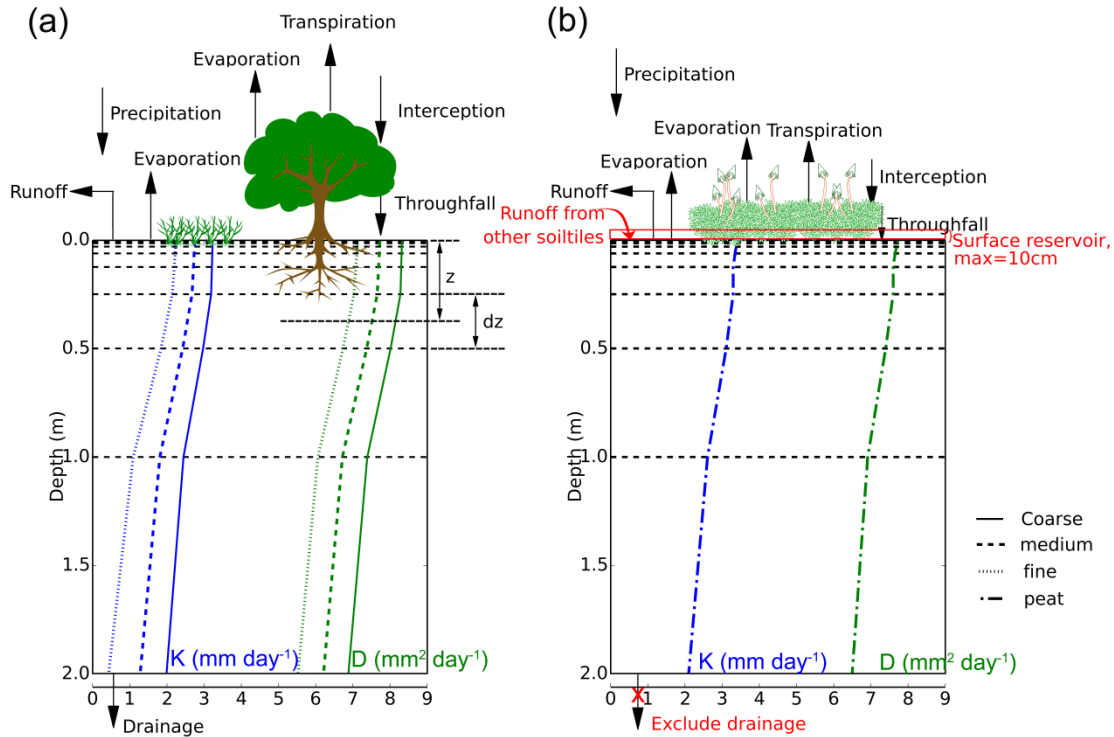 (a)
Transpiration
Evaporation
Precipitation
Interception
Evaporation
Runoff
Throughfall
0.0
z
dz
0.5
Depth (m)
1.0
1.5
K (mm day⁻¹)
D (mm² day⁻¹)
2.0
0 1 2 3 4 5 6 7 8 9
Drainage
(b)
Precipitation
Evaporation
Transpiration
Evaporation
Interception
Runoff
Throughfall
Runoff from
other soiltiles
Surface reservoir,
max=10cm
0.0
0.5
Depth (m)
1.0
1.5
K (mm day⁻¹)
D (mm² day⁻¹)
2.0
0 1 2 3 4 5 6 7 8 9
X
Exclude drainage
Coarse
medium
fine
peat